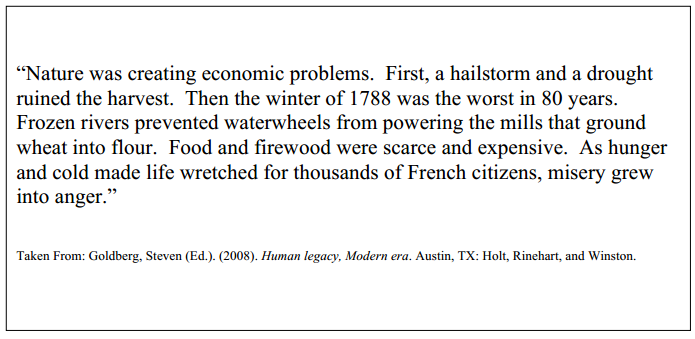 “Nature was creating economic problems.  First, a hailstorm and a drought
ruined the harvest.  Then the winter of 1788 was the worst in 80 years.
Frozen rivers prevented waterwheels from powering the mills that ground
wheat into flour.  Food and firewood were scarce and expensive.  As hunger
and cold made life wretched for thousands of French citizens, misery grew
into anger.”
Taken From: Goldberg, Steven (Ed.). (2008). Human legacy, Modern era. Austin, TX: Holt, Rinehart, and Winston.